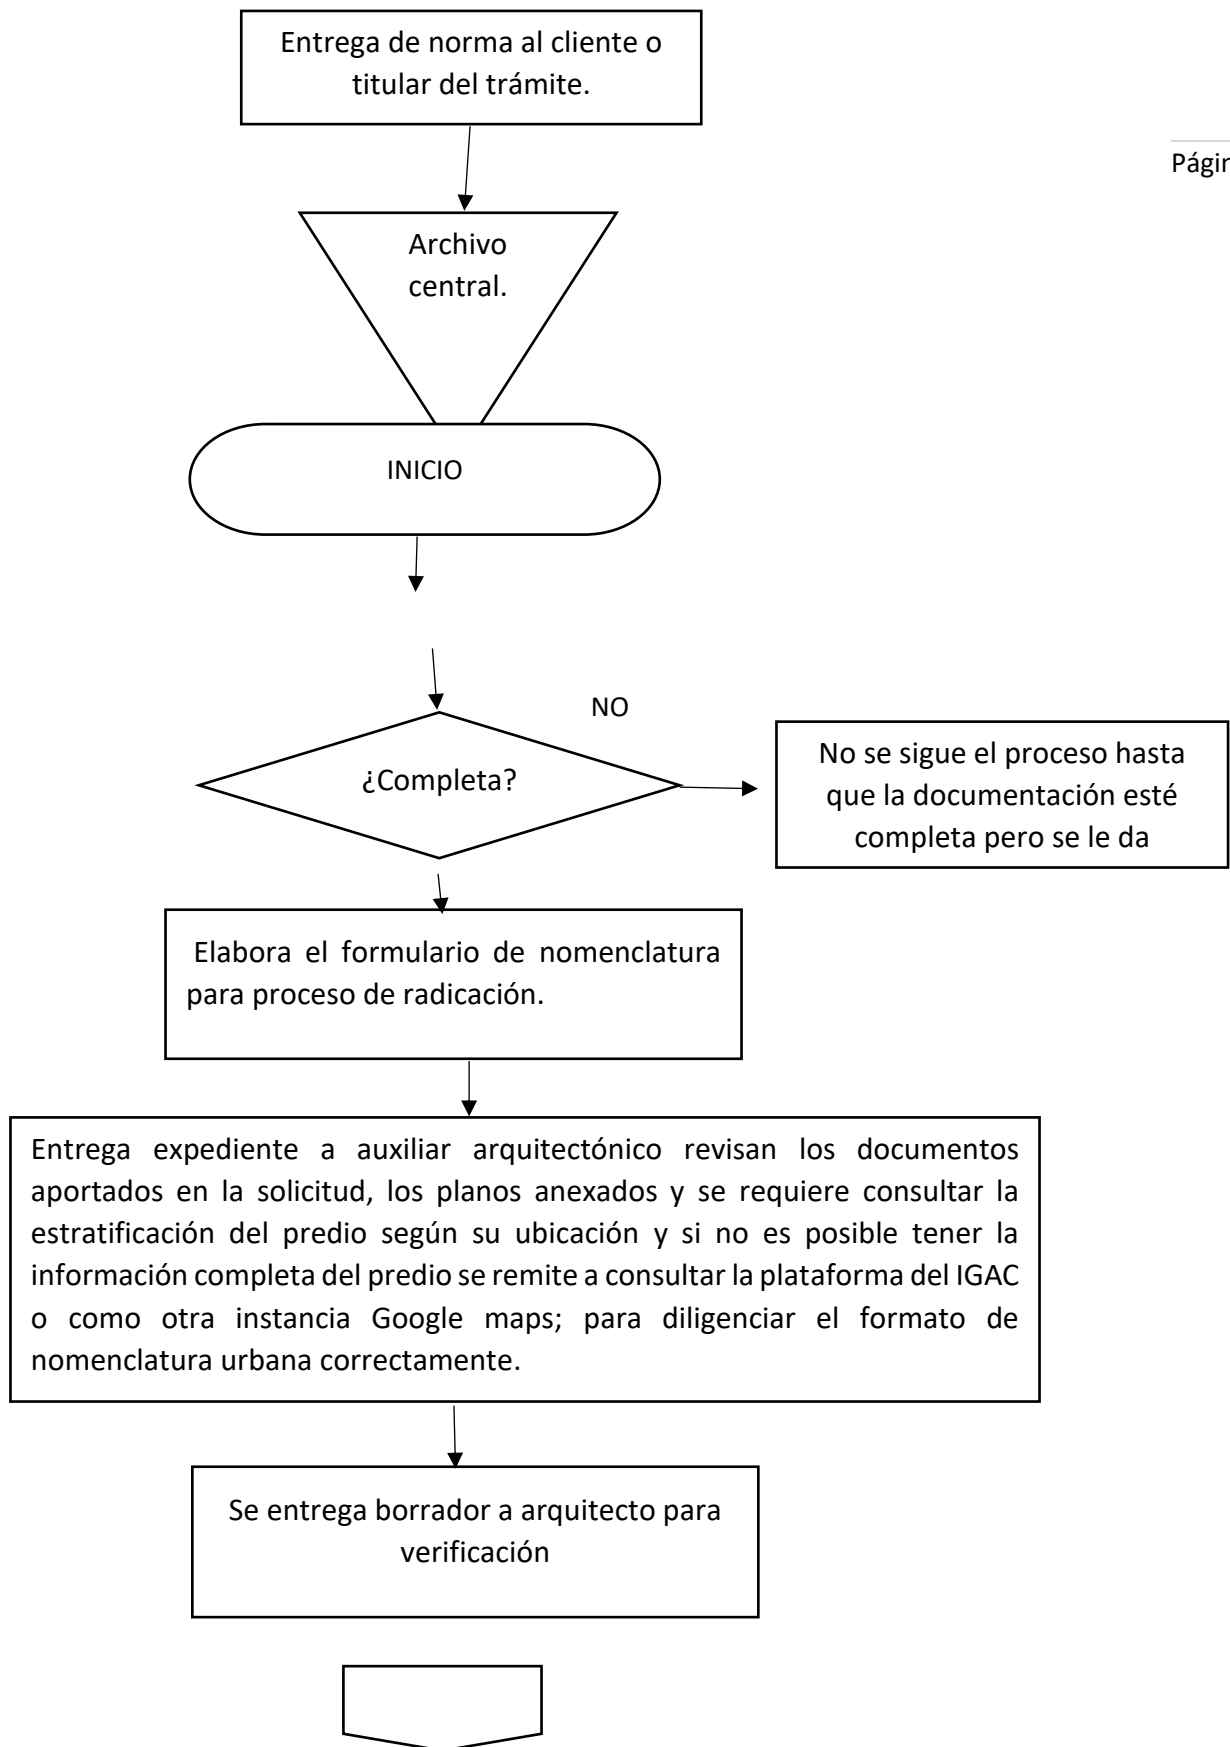 Entrega de norma al cliente o
titular del trámite.
Archivo
central.
INICIO
NO
¿Completa?
No se sigue el proceso hasta
que la documentación esté
completa pero se le da
Elabora el formulario de nomenclatura
para proceso de radicación.
Entrega expediente a auxiliar arquitectónico revisan los documentos
aportados en la solicitud, los planos anexados y se requiere consultar la
estratificación del predio según su ubicación y si no es posible tener la
información completa del predio se remite a consultar la plataforma del IGAC
o como otra instancia Google maps; para diligenciar el formato de
nomenclatura urbana correctamente.
Se entrega borrador a arquitecto para
verificación